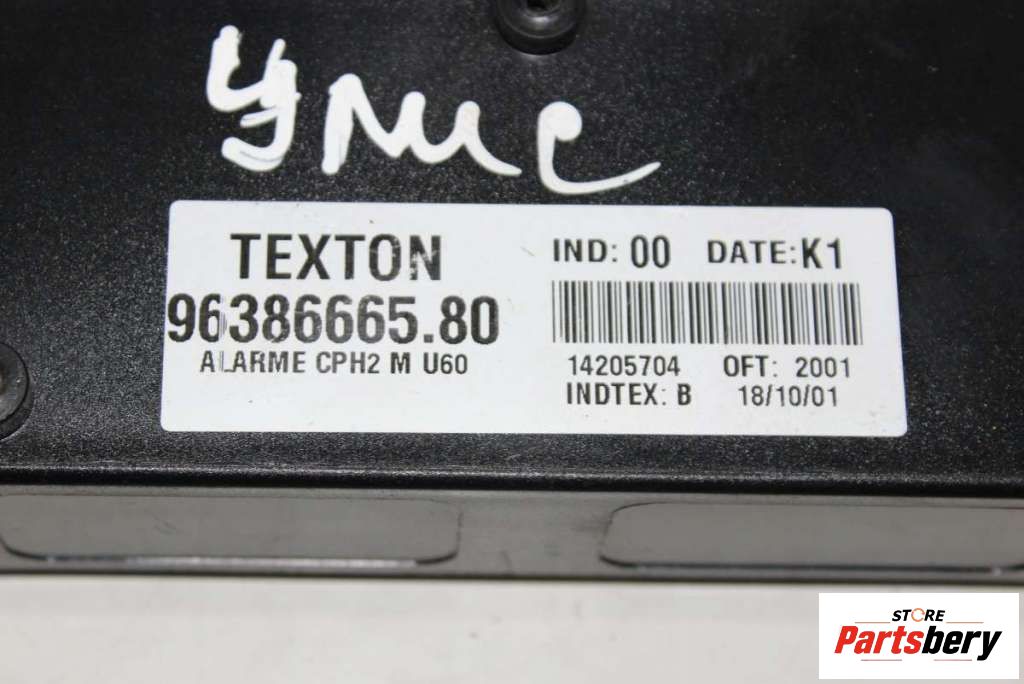 TEXTON
96386665.80
ALARME CPH2 M U60
IND: 00 DATE: K1
14205704 OFT: 2001
INDTEX: B 18/10/01
STORE
Partsbery